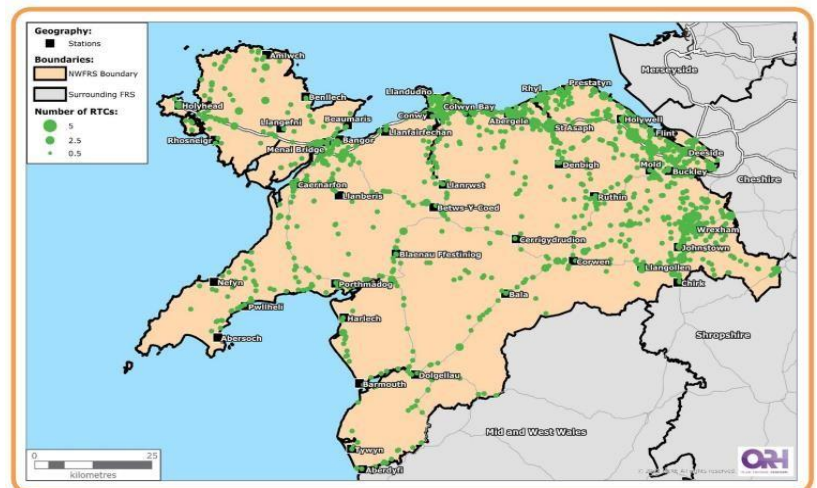 Geography:
Stations
Boundaries:
NWFRS Boundary
Surrounding FRS
Number of RTCs:
5
2.5
0.5
Amlwch
Merseyside
Holyhead
Benllech
Llandudno
Rhyl
Prestatyn
Beaumaris
Conwy
Colwyn Bay
Abergele
Holywell
Llangefni
Llanfairfechan
St Asaph
Flint
Rhosneigr
Menai Bridge
Bangor
Deeside
Denbigh
Mold
Buckley
Cheshire
Caernarfon
Llanberis
Llanrwst
Ruthin
Betws-Y-Coed
Wrexham
Cerrigydrudion
Johnstown
Blaenau Ffestiniog
Corwen
Llangollen
Chirk
Nefyn
Porthmadog
Bala
Pwllheli
Harlech
Abersoch
Shropshire
Dolgellau
Barmouth
Mid and West Wales
Tywyn
Aberdyfi
0 25
kilometres
ORH
All rights reserved